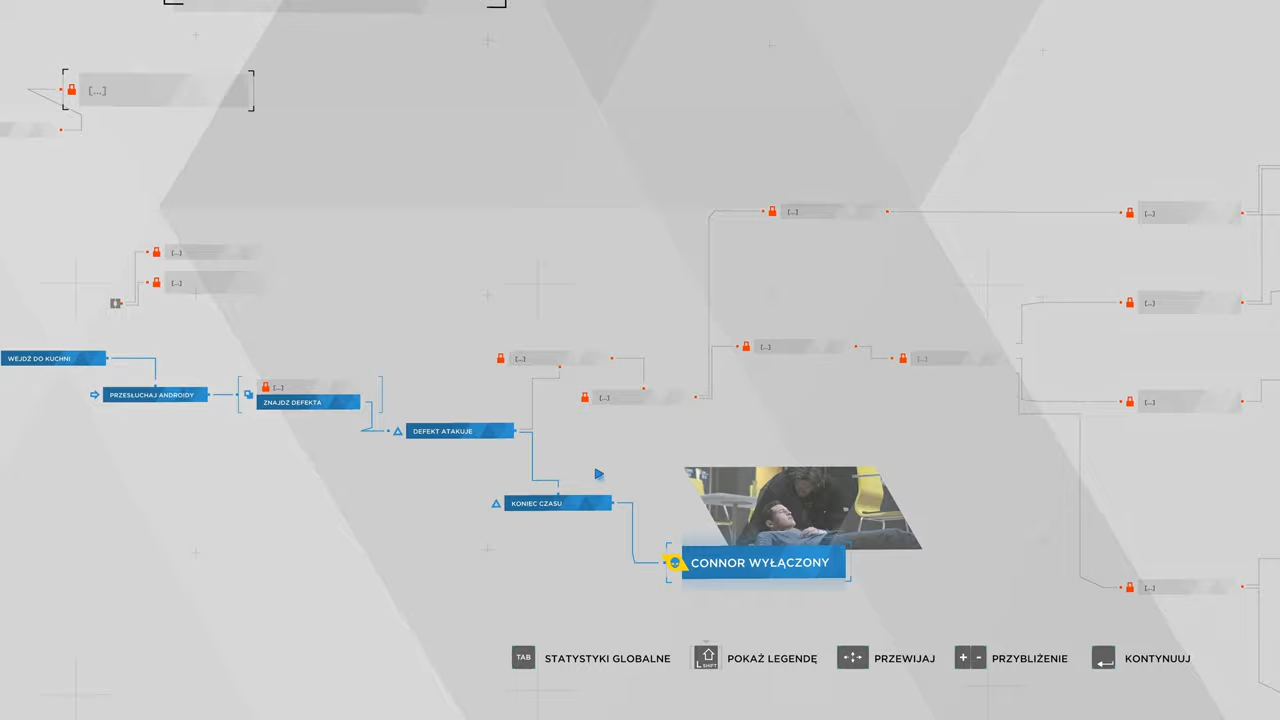 [...]
[...]
[...]
[...]
[...]
[...]
[...]
WEJDŹ DO KUCHNI
[...]
[...]
[...]
PRZESŁUCHAJ ANDROIDY
[...]
ZNAJDŹ DEFEKTA
[...]
[...]
DEFEKT ATAKUJE
KONIEC CZASU
CONNOR WYŁĄCZONY
[...]
TAB STATYSTYKI GLOBALNE
L SHIFT POKAŻ LEGENDĘ
PRZEWIJAJ
+ - PRZYBLIŻENIE
KONTYNUUJ